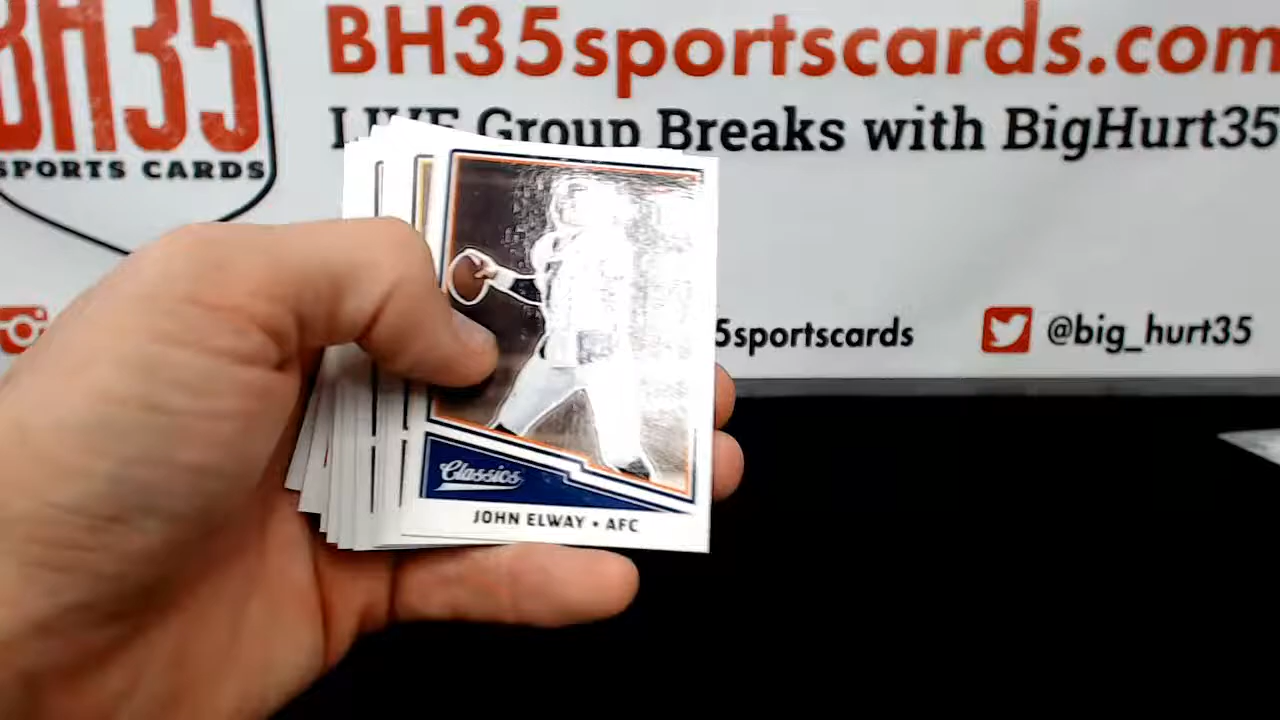 BH35
SPORTS CARDS
BH35sportscards.com
LIVE Group Breaks with BigHurt35
5sportscards
@big_hurt35
Classics
JOHN ELWAY • AFC